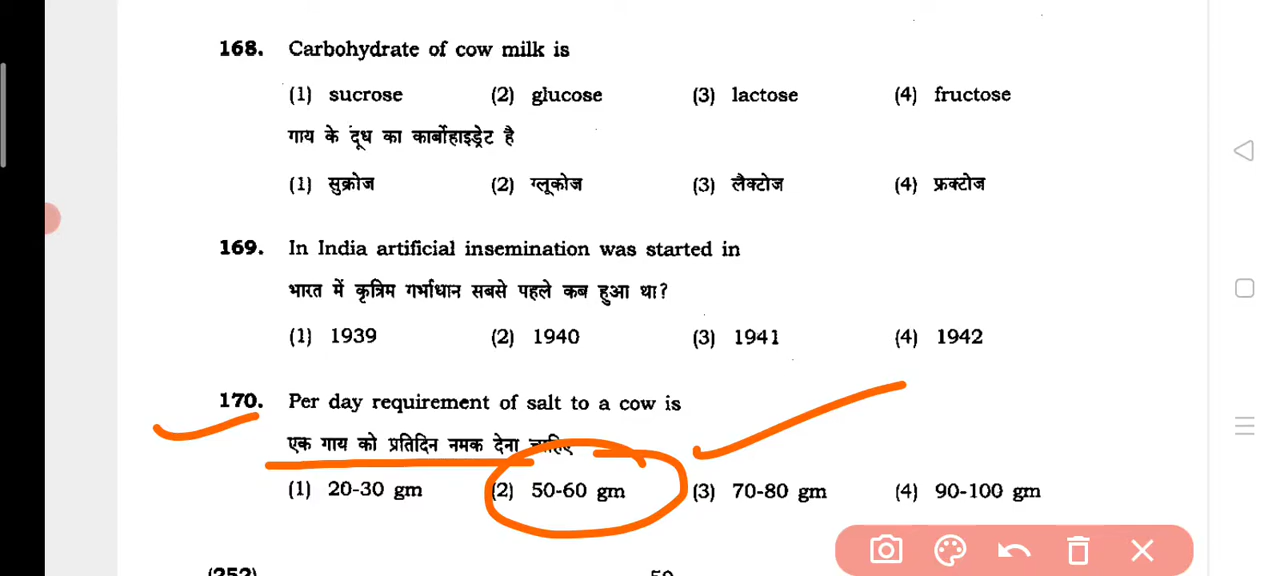 168. Carbohydrate of cow milk is
(1) sucrose (2) glucose (3) lactose (4) fructose
गाय के दूध का कार्बोहाइड्रेट है
(1) सुक्रोज (2) ग्लूकोज (3) लैक्टोज (4) फ्रक्टोज
169. In India artificial insemination was started in
भारत में कृत्रिम गर्भाधान सबसे पहले कब हुआ था?
(1) 1939 (2) 1940 (3) 1941 (4) 1942
170. Per day requirement of salt to a cow is
एक गाय को प्रतिदिन नमक देना चाहिए
(1) 20-30 gm (2) 50-60 gm (3) 70-80 gm (4) 90-100 gm